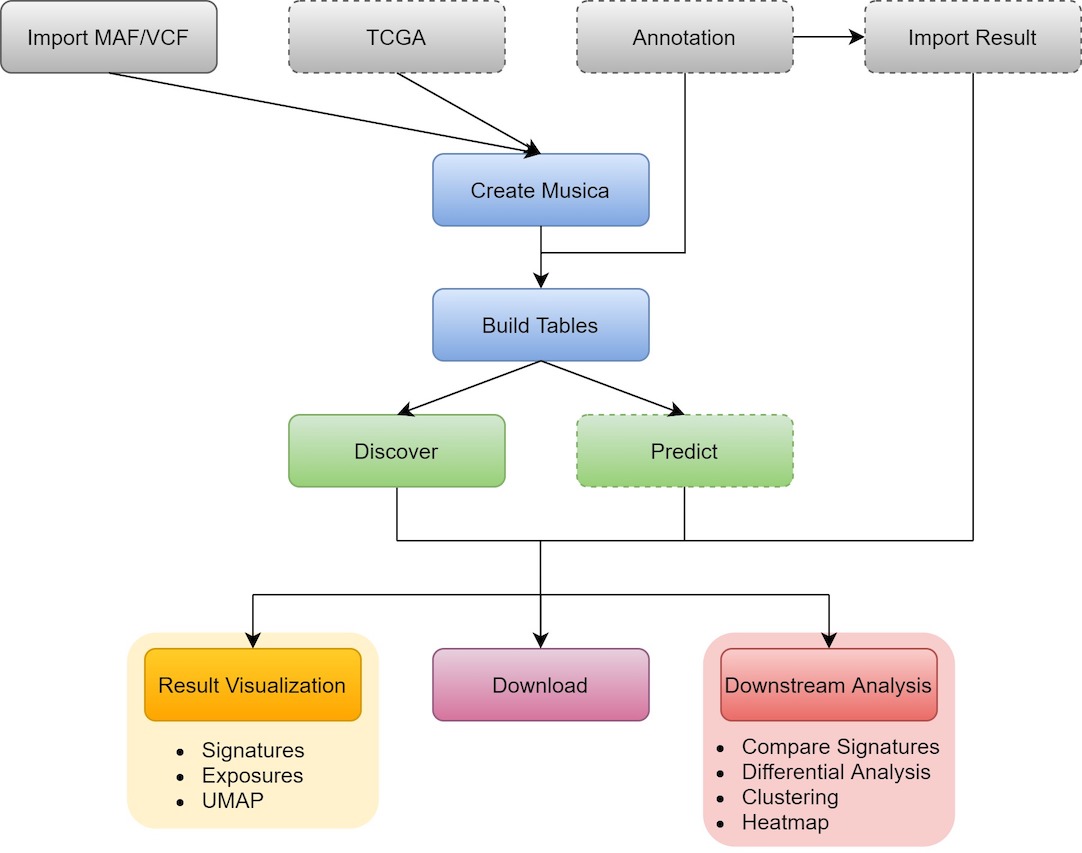 Import MAF/VCF
TCGA
Annotation
Import Result
Create Musica
Build Tables
Discover
Predict
Result Visualization
• Signatures
• Exposures
• UMAP
Download
Downstream Analysis
• Compare Signatures
• Differential Analysis
• Clustering
• Heatmap